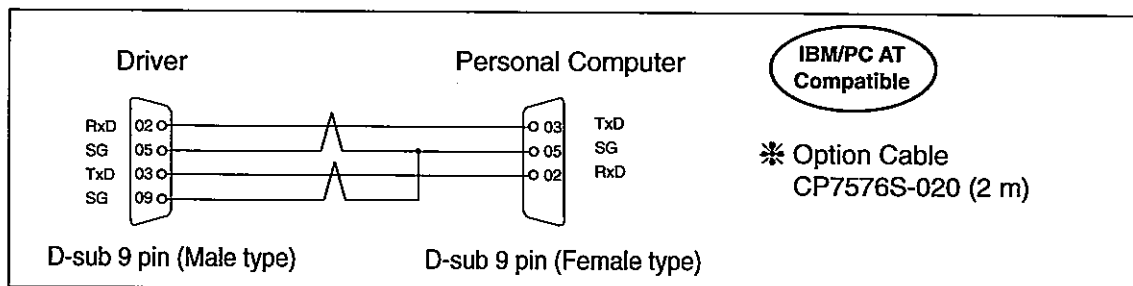 Driver
Personal Computer
IBM/PC AT
Compatible
RxD 02 03 TxD
SG 05 05 SG
TxD 03 02 RxD
SG 09
※ Option Cable
CP7576S-020 (2 m)
D-sub 9 pin (Male type)
D-sub 9 pin (Female type)